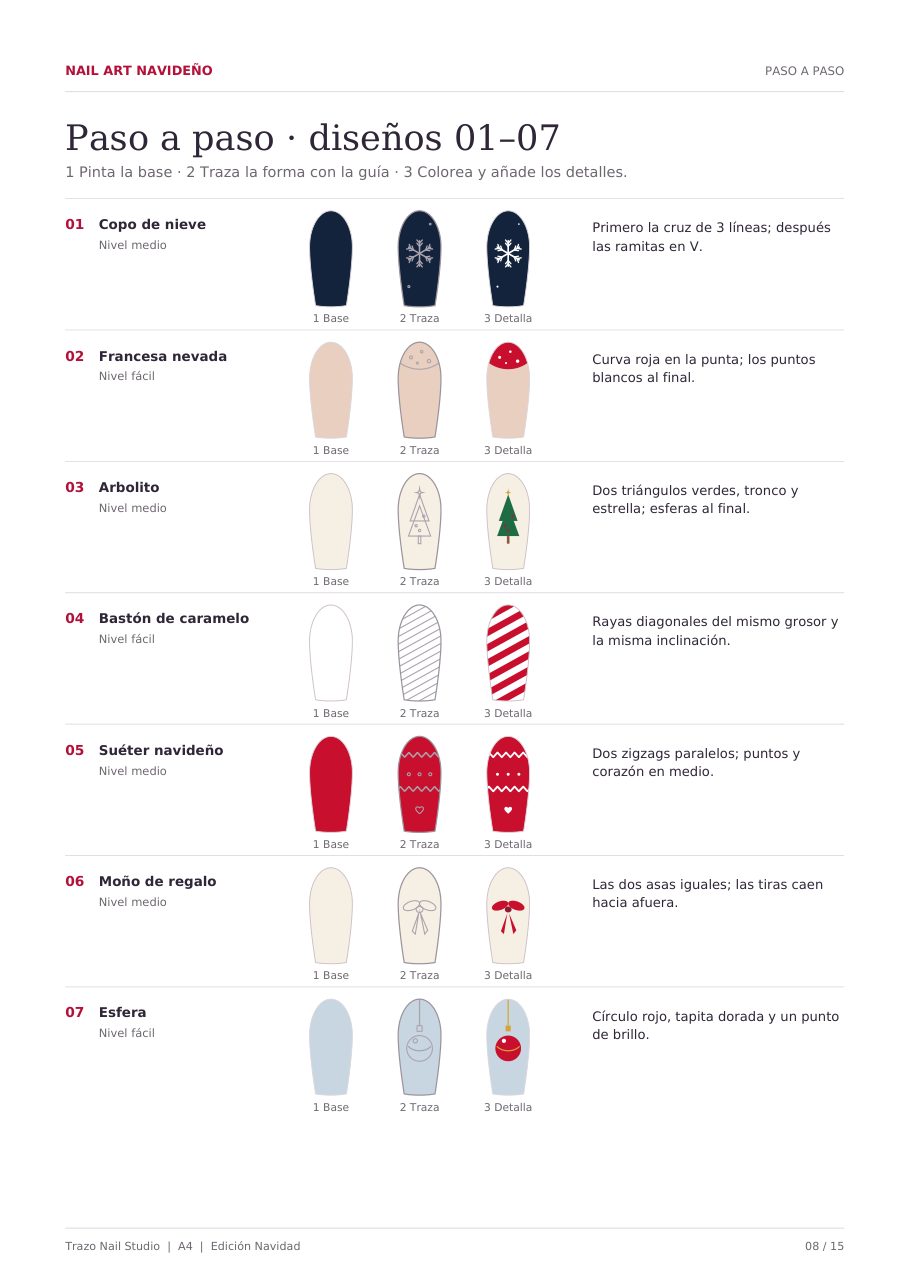 NAIL ART NAVIDEÑO
PASO A PASO
Paso a paso · diseños 01–07
1 Pinta la base · 2 Traza la forma con la guía · 3 Colorea y añade los detalles.
01 Copo de nieve
Nivel medio
1 Base 2 Traza 3 Detalla
Primero la cruz de 3 líneas; después
las ramitas en V.
02 Francesa nevada
Nivel fácil
1 Base 2 Traza 3 Detalla
Curva roja en la punta; los puntos
blancos al final.
03 Arbolito
Nivel medio
1 Base 2 Traza 3 Detalla
Dos triángulos verdes, tronco y
estrella; esferas al final.
04 Bastón de caramelo
Nivel fácil
1 Base 2 Traza 3 Detalla
Rayas diagonales del mismo grosor y
la misma inclinación.
05 Suéter navideño
Nivel medio
1 Base 2 Traza 3 Detalla
Dos zigzags paralelos; puntos y
corazón en medio.
06 Moño de regalo
Nivel medio
1 Base 2 Traza 3 Detalla
Las dos asas iguales; las tiras caen
hacia afuera.
07 Esfera
Nivel fácil
1 Base 2 Traza 3 Detalla
Círculo rojo, tapita dorada y un punto
de brillo.
Trazo Nail Studio | A4 | Edición Navidad
08 / 15